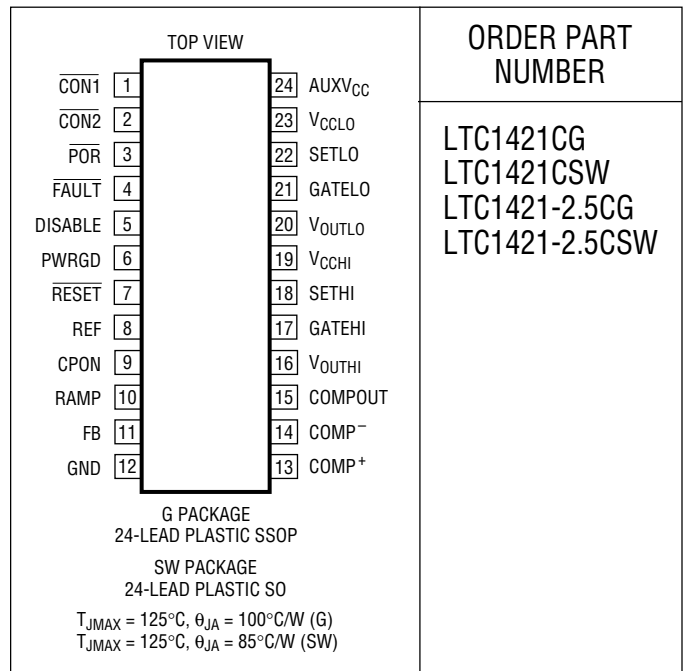 TOP VIEW
CON1 1
CON2 2
POR 3
FAULT 4
DISABLE 5
PWRGD 6
RESET 7
REF 8
CPON 9
RAMP 10
FB 11
GND 12
24 AUXVCC
23 VCCLO
22 SETLO
21 GATELO
20 VOUTLO
19 VCCHI
18 SETHI
17 GATEHI
16 VOUTHI
15 COMPOUT
14 COMP–
13 COMP+
G PACKAGE
24-LEAD PLASTIC SSOP
SW PACKAGE
24-LEAD PLASTIC SO
TJMAX = 125°C, θJA = 100°C/W (G)
TJMAX = 125°C, θJA = 85°C/W (SW)
ORDER PART
NUMBER
LTC1421CG
LTC1421CSW
LTC1421-2.5CG
LTC1421-2.5CSW